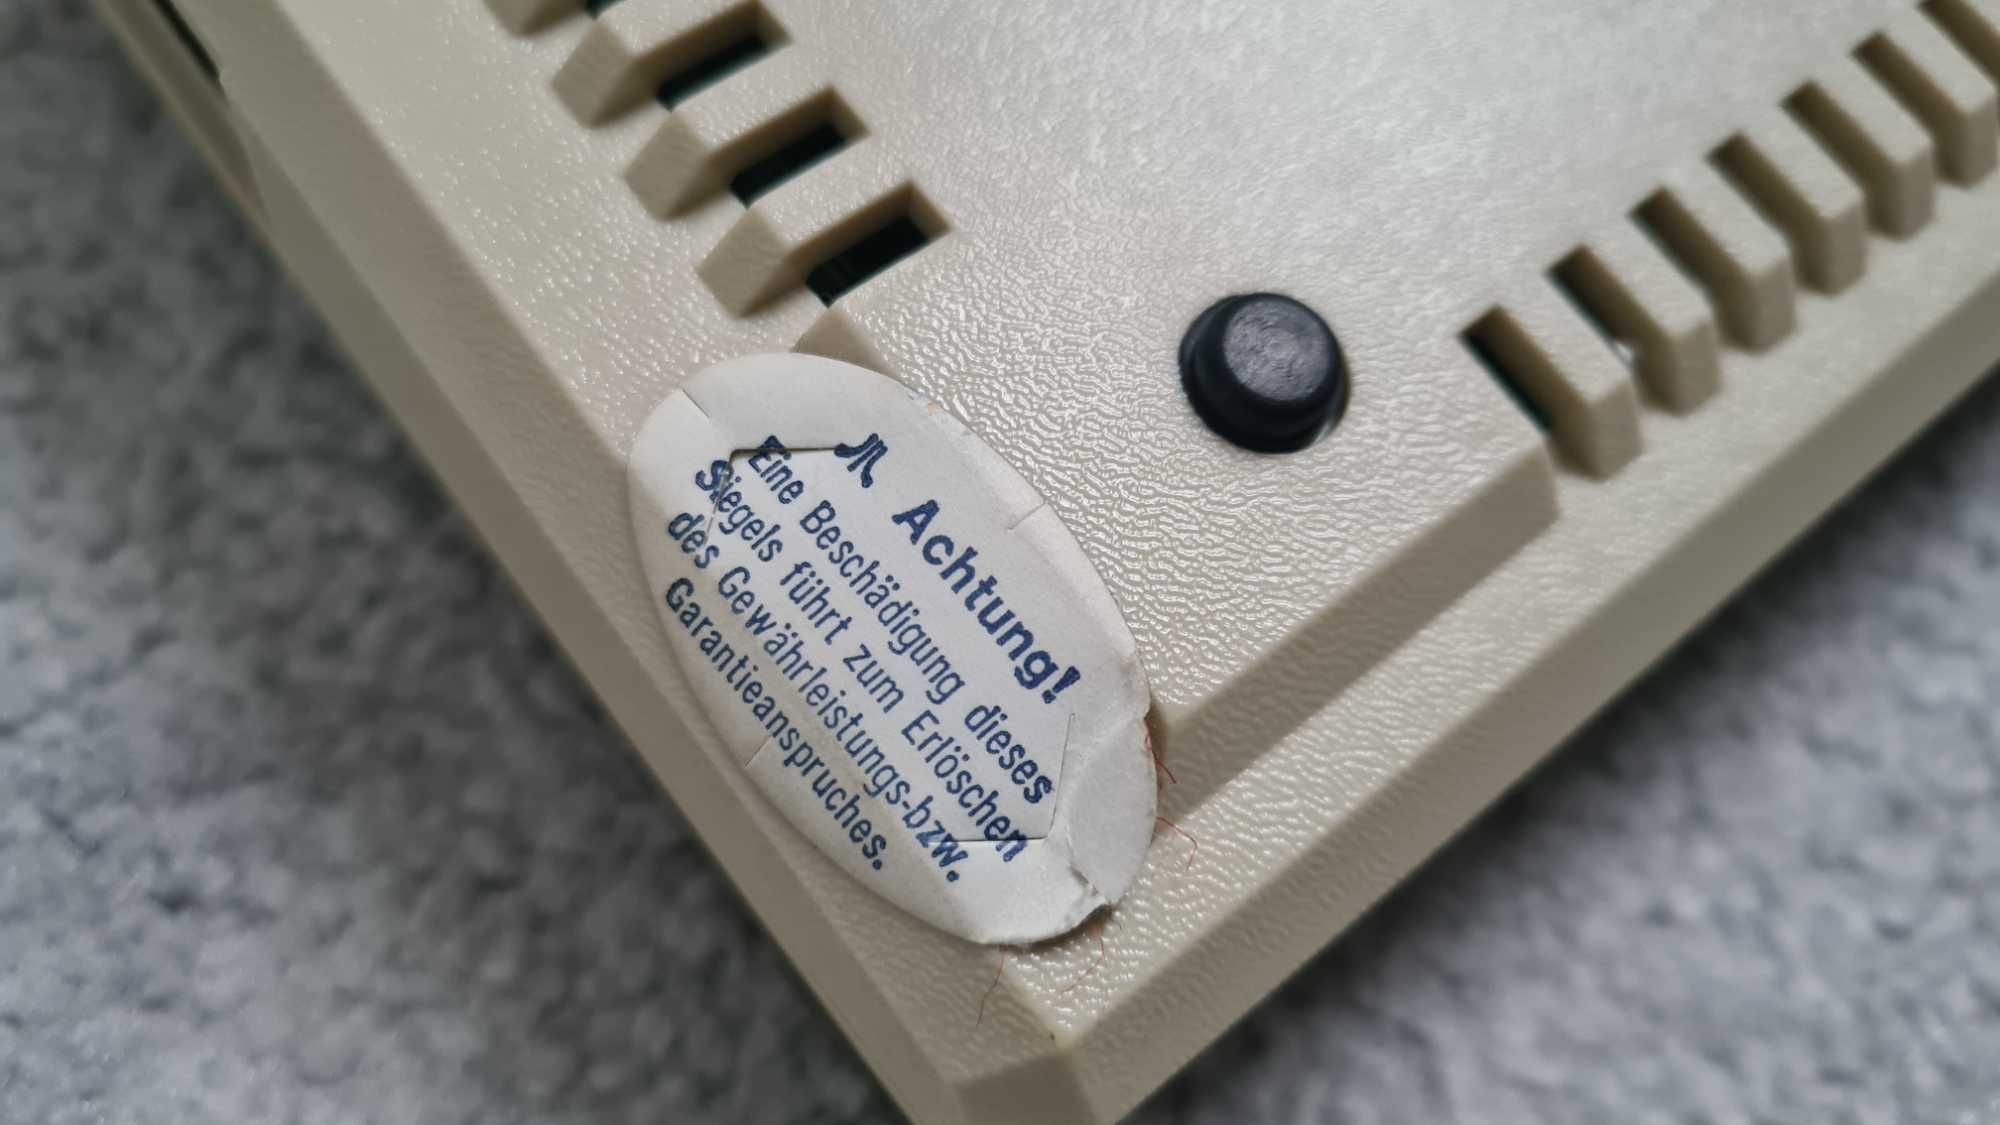 Achtung!
Eine Beschädigung dieses
Siegels führt zum Erlöschen
des Gewährleistungs-bzw.
Garantieanspruches.